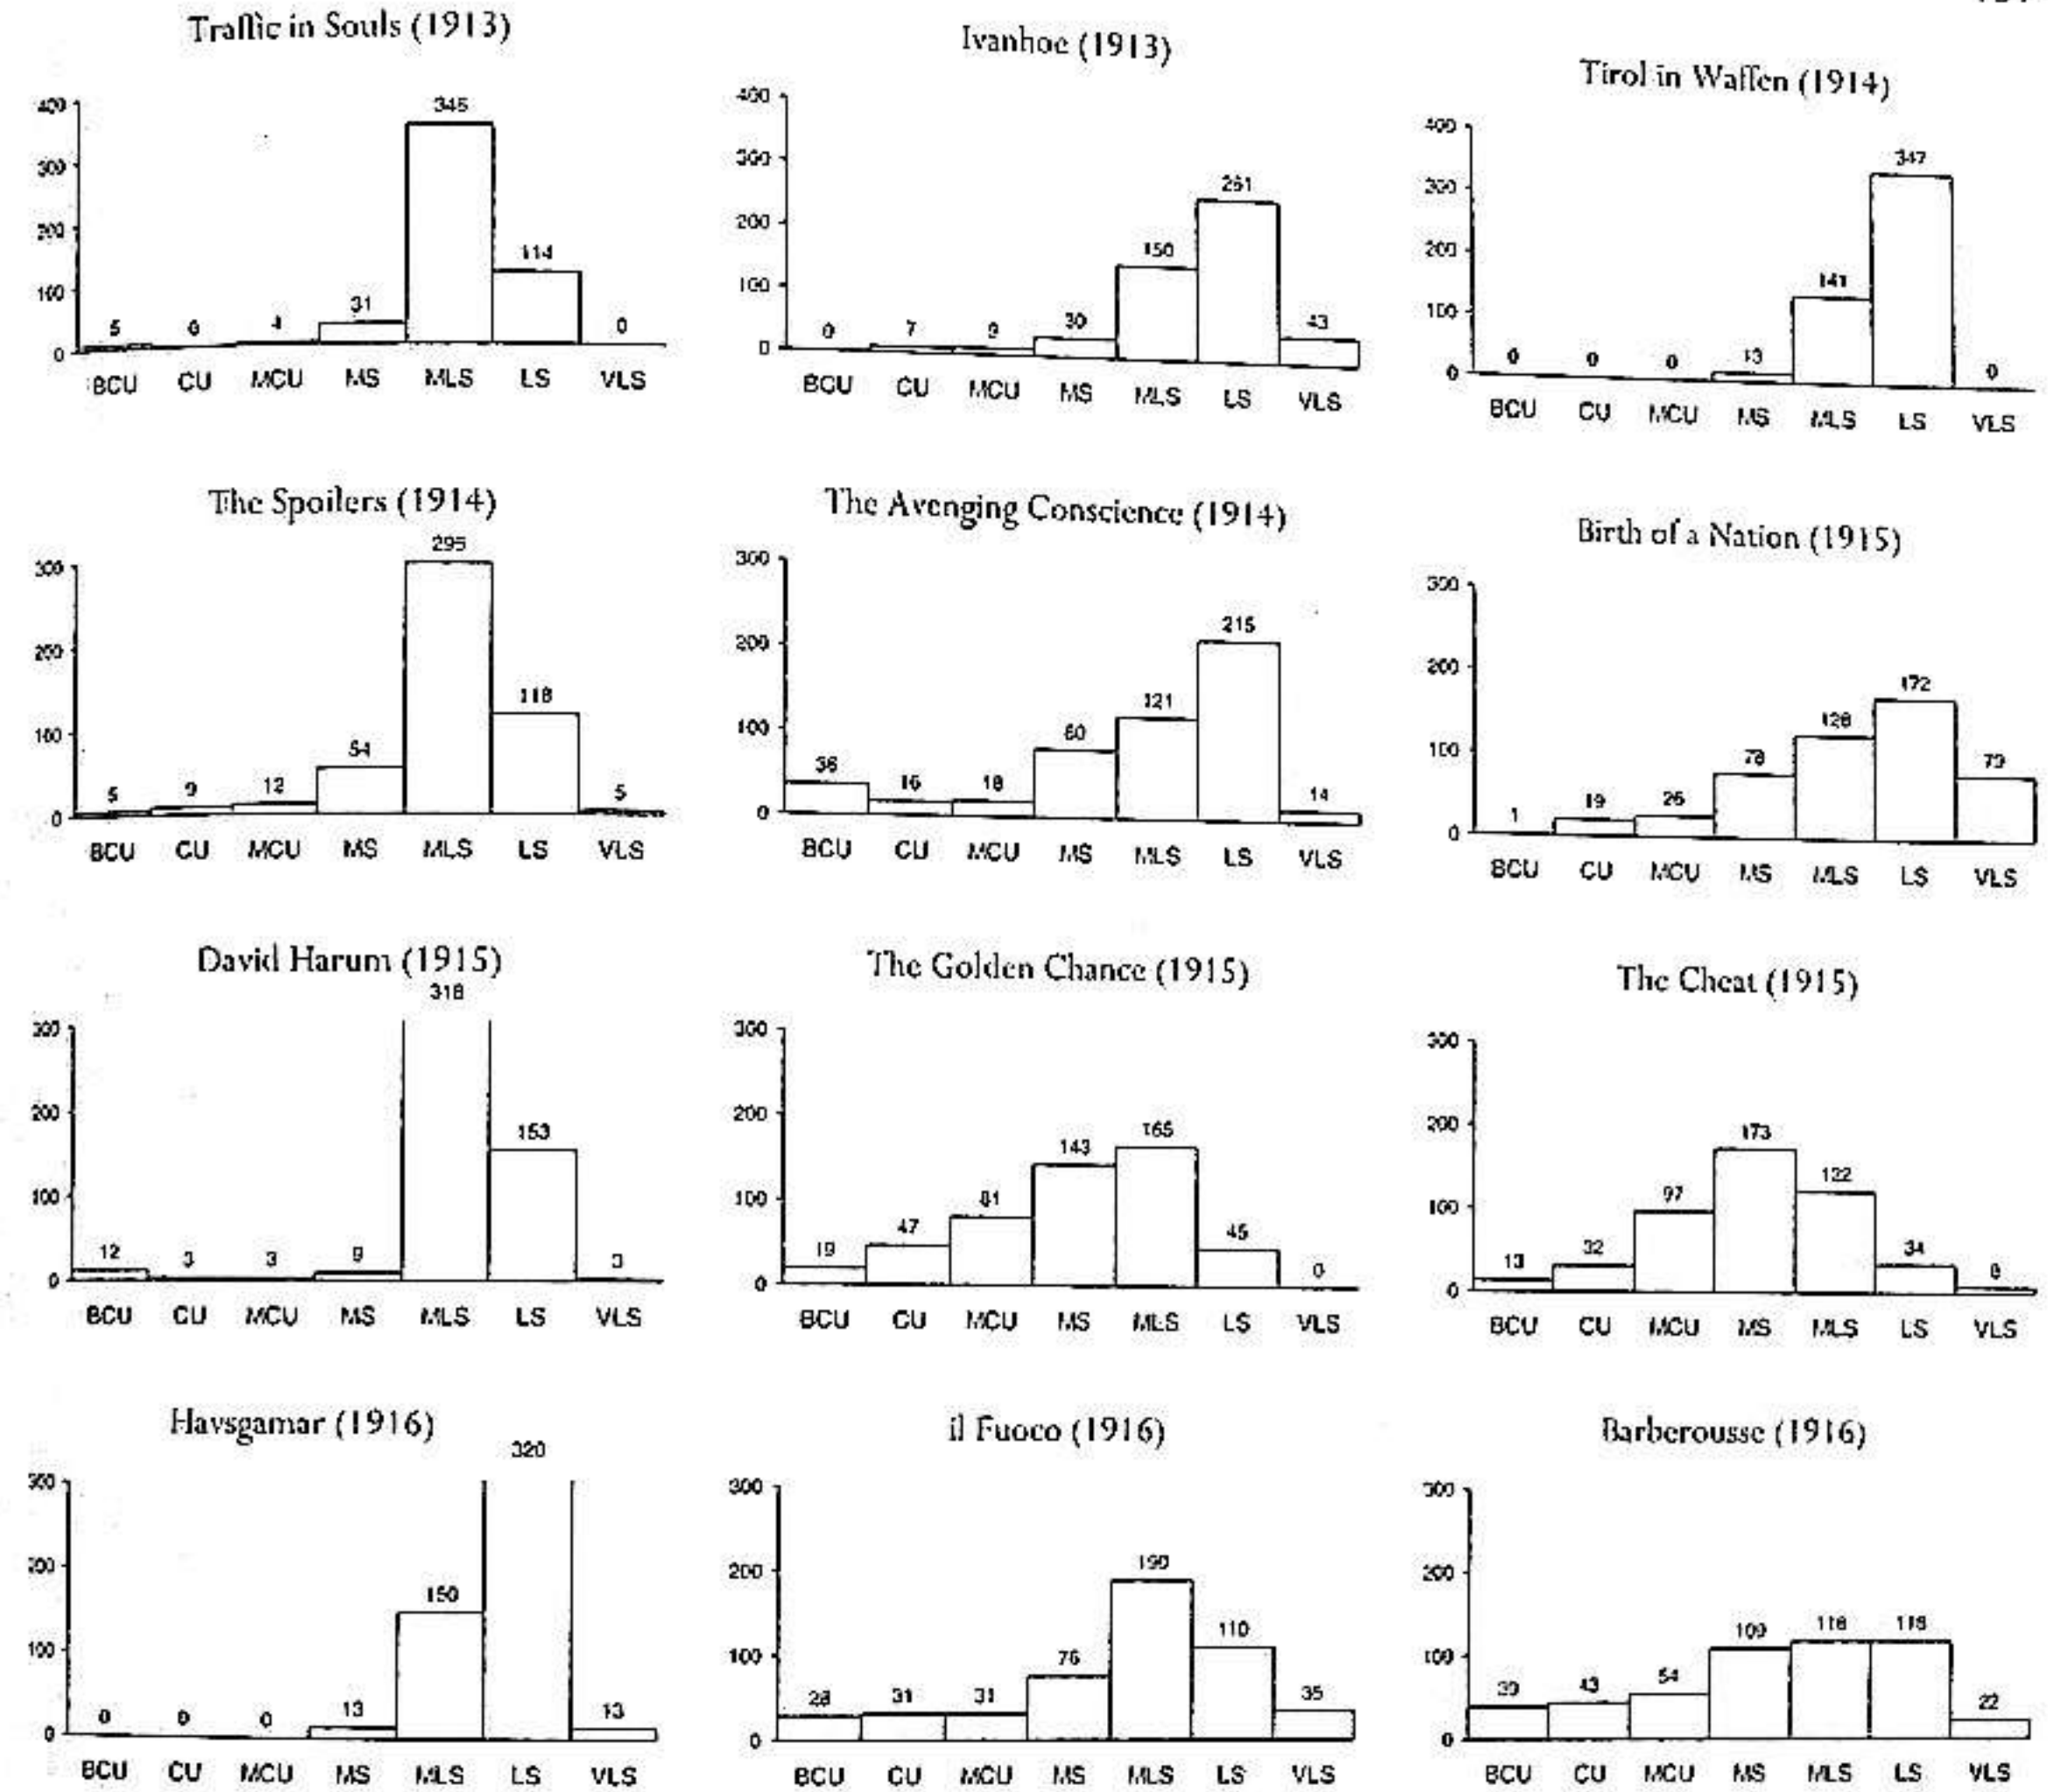 Traffic in Souls (1913)
400
300
200
100
0
5 0 4 31 346 114 0
BCU CU MCU MS MLS LS VLS
Ivanhoe (1913)
400
300
200
100
0
0 7 9 30 150 261 43
BCU CU MCU MS MLS LS VLS
Tirol in Waffen (1914)
400
300
200
100
0
0 0 0 13 141 347 0
BCU CU MCU MS MLS LS VLS
The Spoilers (1914)
300
200
100
0
5 9 12 54 295 118 5
BCU CU MCU MS MLS LS VLS
The Avenging Conscience (1914)
300
200
100
0
36 16 18 80 121 215 14
BCU CU MCU MS MLS LS VLS
Birth of a Nation (1915)
300
200
100
0
1 19 26 78 126 172 79
BCU CU MCU MS MLS LS VLS
David Harum (1915)
300
200
100
0
12 3 3 9 318 153 3
BCU CU MCU MS MLS LS VLS
The Golden Chance (1915)
300
200
100
0
19 47 81 143 165 45 0
BCU CU MCU MS MLS LS VLS
The Cheat (1915)
300
200
100
0
13 32 97 173 122 34 8
BCU CU MCU MS MLS LS VLS
Havsgamar (1916)
300
200
100
0
0 0 0 13 150 320 13
BCU CU MCU MS MLS LS VLS
il Fuoco (1916)
300
200
100
0
28 31 31 76 190 110 35
BCU CU MCU MS MLS LS VLS
Barberousse (1916)
300
200
100
0
39 43 54 109 116 116 22
BCU CU MCU MS MLS LS VLS